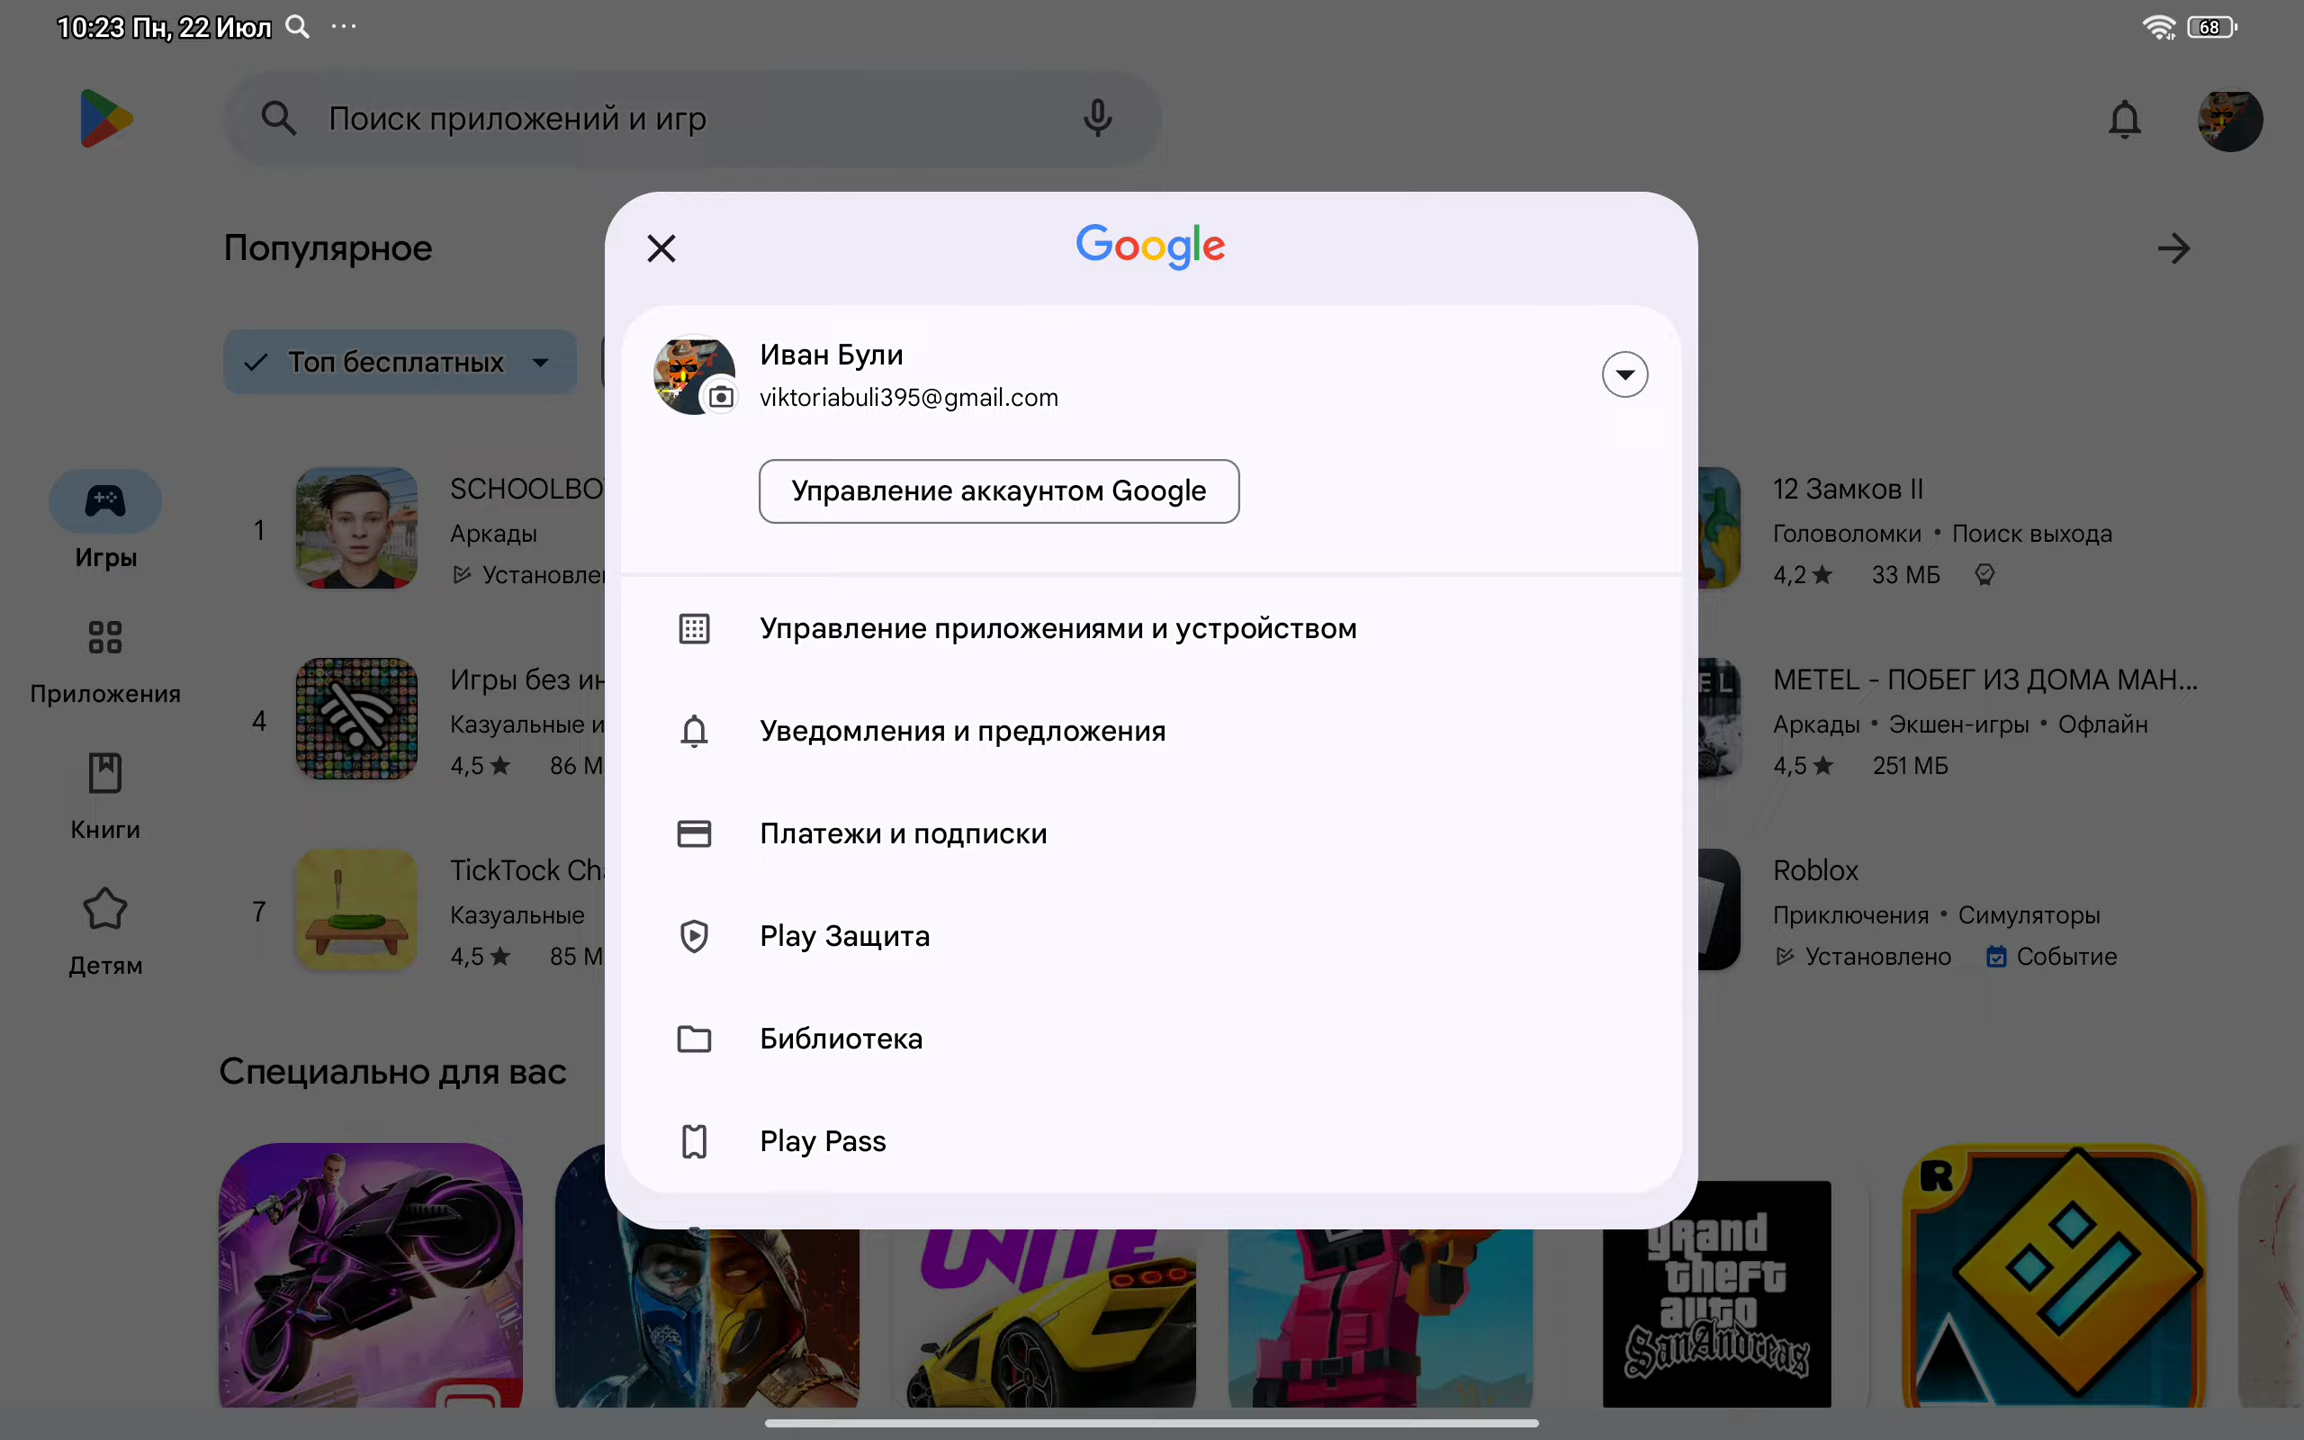 10:23 Пн, 22 Июл
68
Поиск приложений и игр
Популярное
Топ бесплатных
Google
Иван Були
viktoriabuli395@gmail.com
Управление аккаунтом Google
Управление приложениями и устройством
Уведомления и предложения
Платежи и подписки
Play Защита
Библиотека
Play Pass
Игры
Приложения
Книги
Детям
1
SCHOOLBO
Аркады
Установле
4
Игры без ин
Казуальные и
4,5★ 86 М
7
TickTock Cha
Казуальные
4,5★ 85 М
12 Замков II
Головоломки • Поиск выхода
4,2★ 33 МБ
METEL - ПОБЕГ ИЗ ДОМА МАН...
Аркады • Экшен-игры • Офлайн
4,5★ 251 МБ
Roblox
Приключения • Симуляторы
Установлено Событие
Специально для вас
UNITE
grand
theft
auto
SanAndreas
R